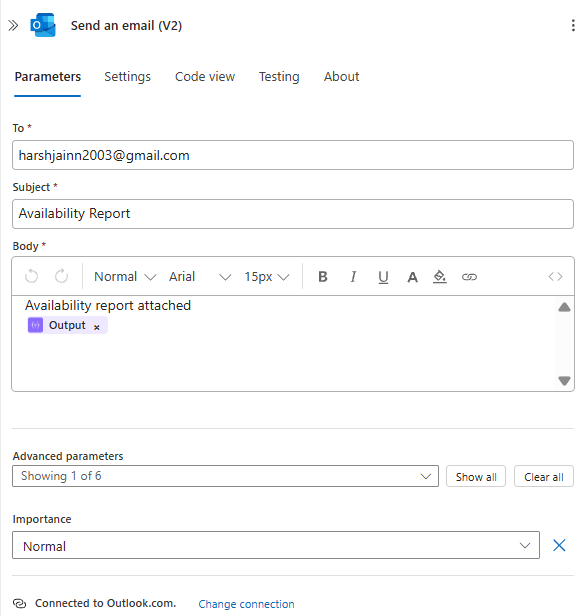 Send an email (V2)
Parameters Settings Code view Testing About
To *
harshjainn2003@gmail.com
Subject *
Availability Report
Body *
Normal Arial 15px B I U A
Availability report attached
Output ×
Advanced parameters
Showing 1 of 6 Show all Clear all
Importance
Normal
Connected to Outlook.com. Change connection